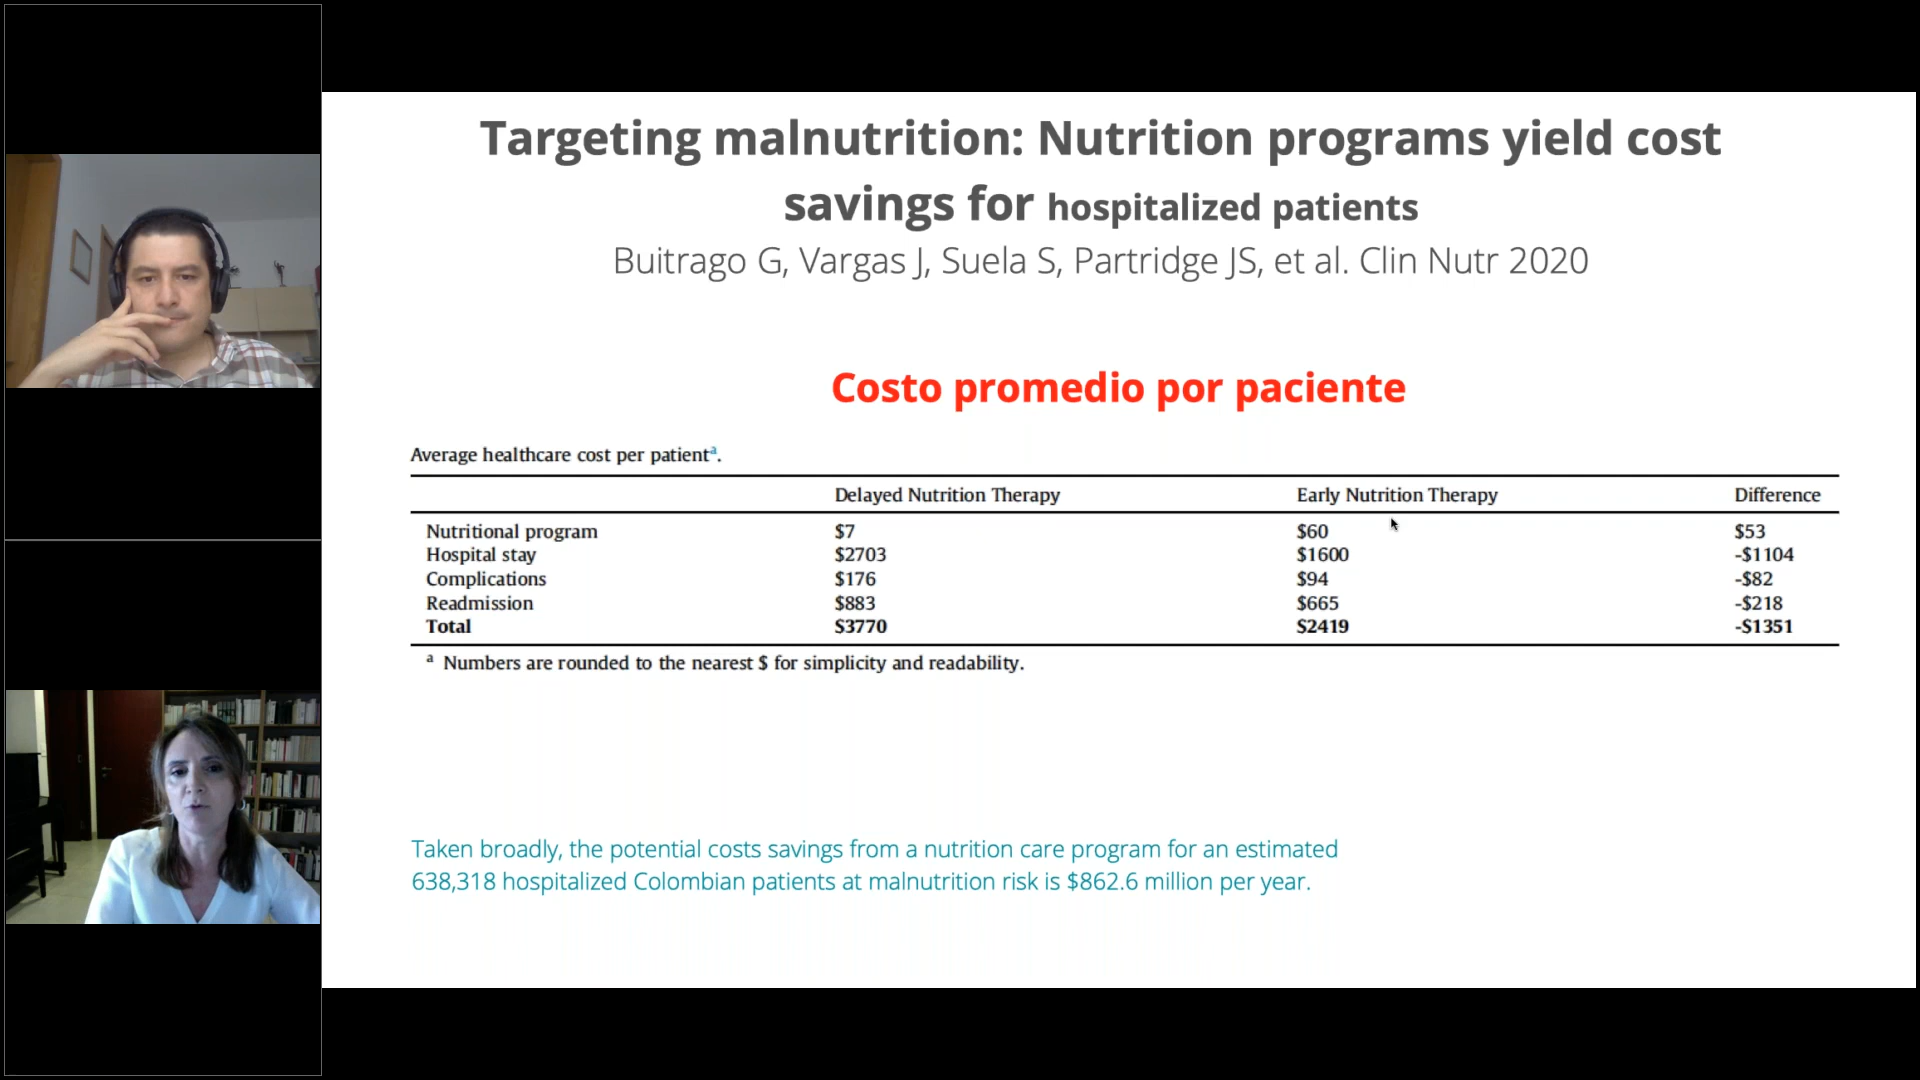 Targeting malnutrition: Nutrition programs yield cost
savings for hospitalized patients
Buitrago G, Vargas J, Suela S, Partridge JS, et al. Clin Nutr 2020
Costo promedio por paciente
Average healthcare cost per patientᵃ.
Delayed Nutrition Therapy Early Nutrition Therapy Difference
Nutritional program $7 $60 $53
Hospital stay $2703 $1600 -$1104
Complications $176 $94 -$82
Readmission $883 $665 -$218
Total $3770 $2419 -$1351
ᵃ Numbers are rounded to the nearest $ for simplicity and readability.
Taken broadly, the potential costs savings from a nutrition care program for an estimated
638,318 hospitalized Colombian patients at malnutrition risk is $862.6 million per year.